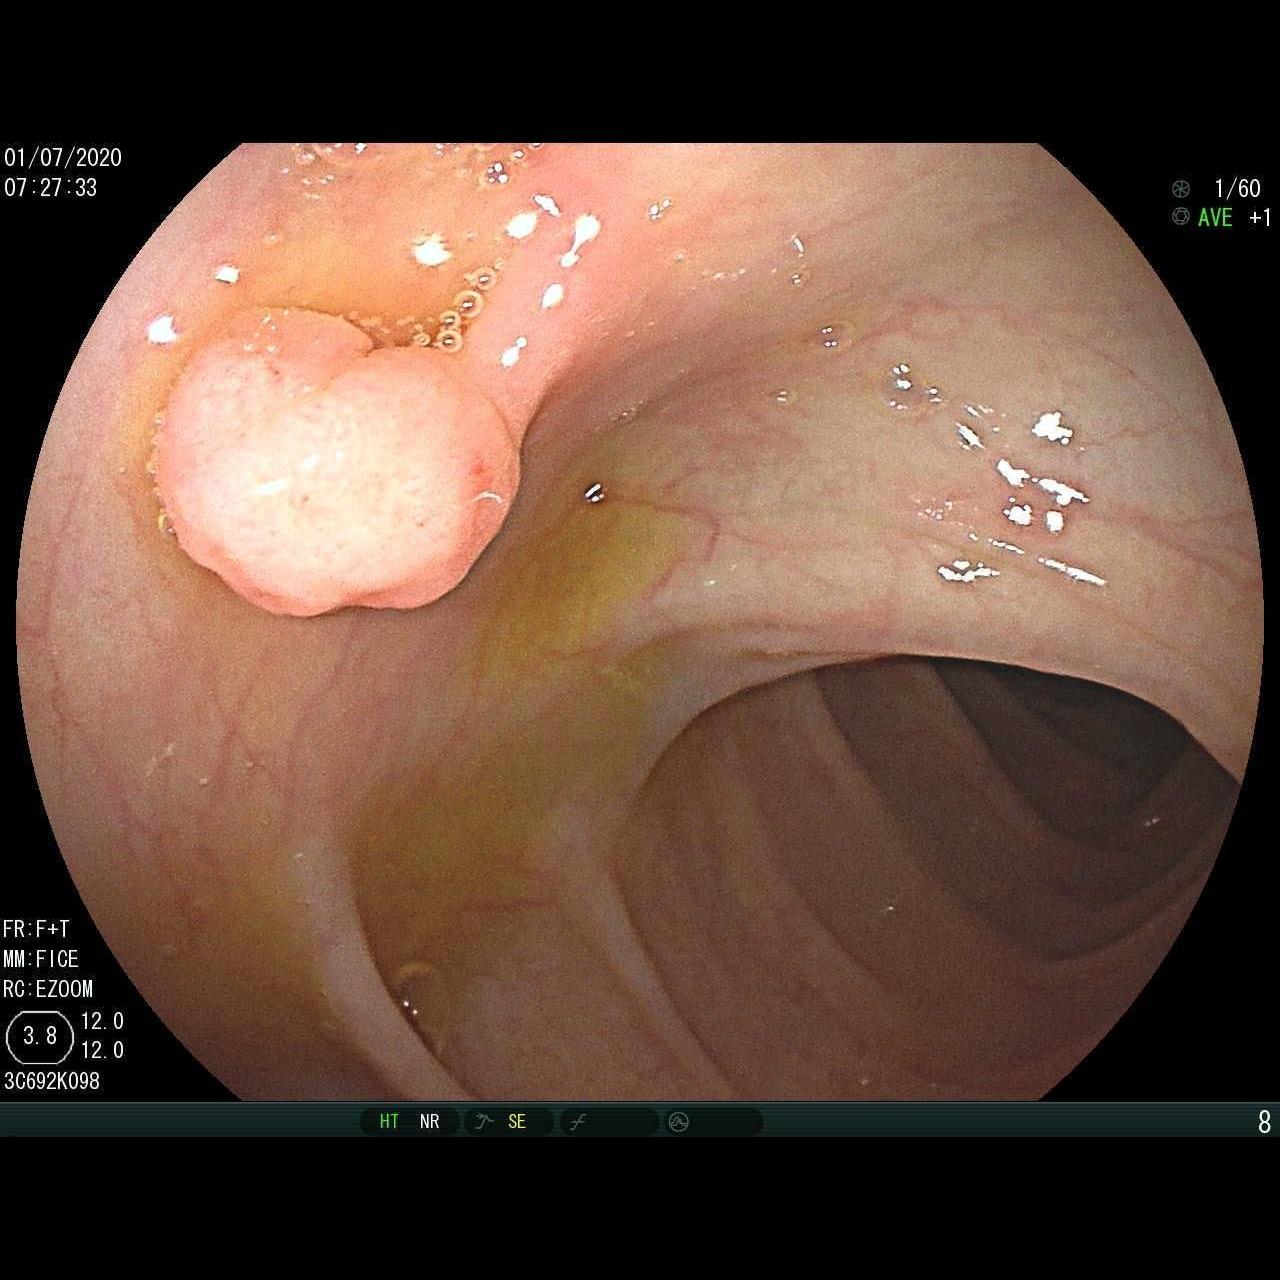 01/07/2020
07:27:33
1/60
AVE +1
FR:F+T
MM:FICE
RC:EZOOM
3.8
12.0
12.0
3C692K098
HT NR SE
8